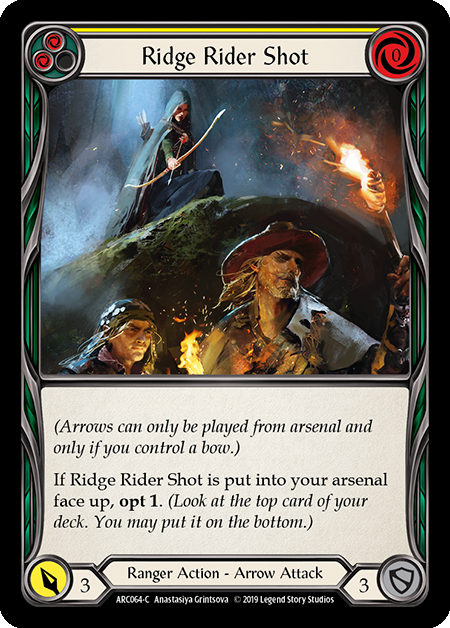 Ridge Rider Shot
0
(Arrows can only be played from arsenal and
only if you control a bow.)
If Ridge Rider Shot is put into your arsenal
face up, opt 1. (Look at the top card of your
deck. You may put it on the bottom.)
3
Ranger Action - Arrow Attack
3
ARC064-C Anastasiya Grintsova © 2019 Legend Story Studios